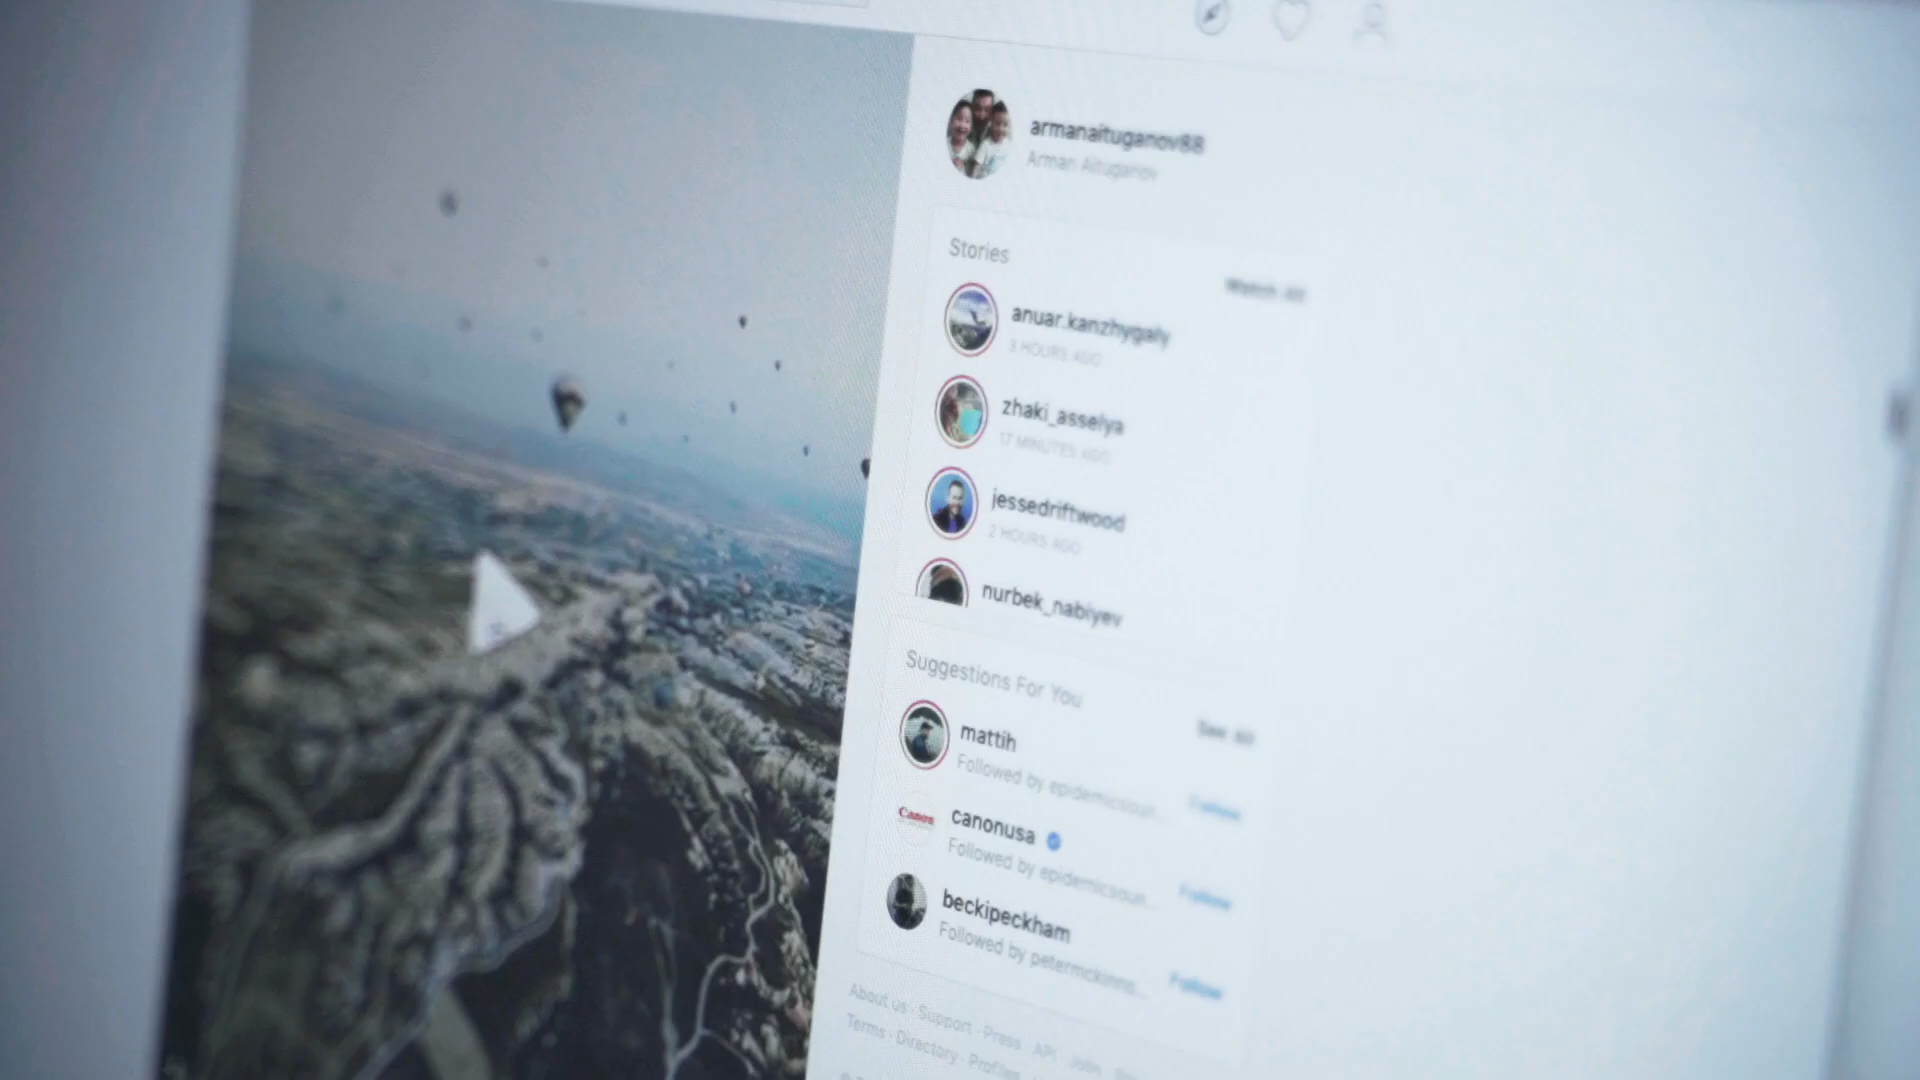 armanaituganov88
Arman Aituganov
Stories
Watch All
anuar.kanzhygaly
3 HOURS AGO
zhaki_asselya
17 MINUTES AGO
jessedriftwood
2 HOURS AGO
nurbek_nabiyev
Suggestions For You
See All
mattih
Followed by epidemicsoun...
Follow
Canon
canonusa
Followed by epidemicsoun...
Follow
beckipeckham
Followed by petermckinno...
Follow
About us · Support · Press · API · Jobs ·
Terms · Directory · Profiles ·